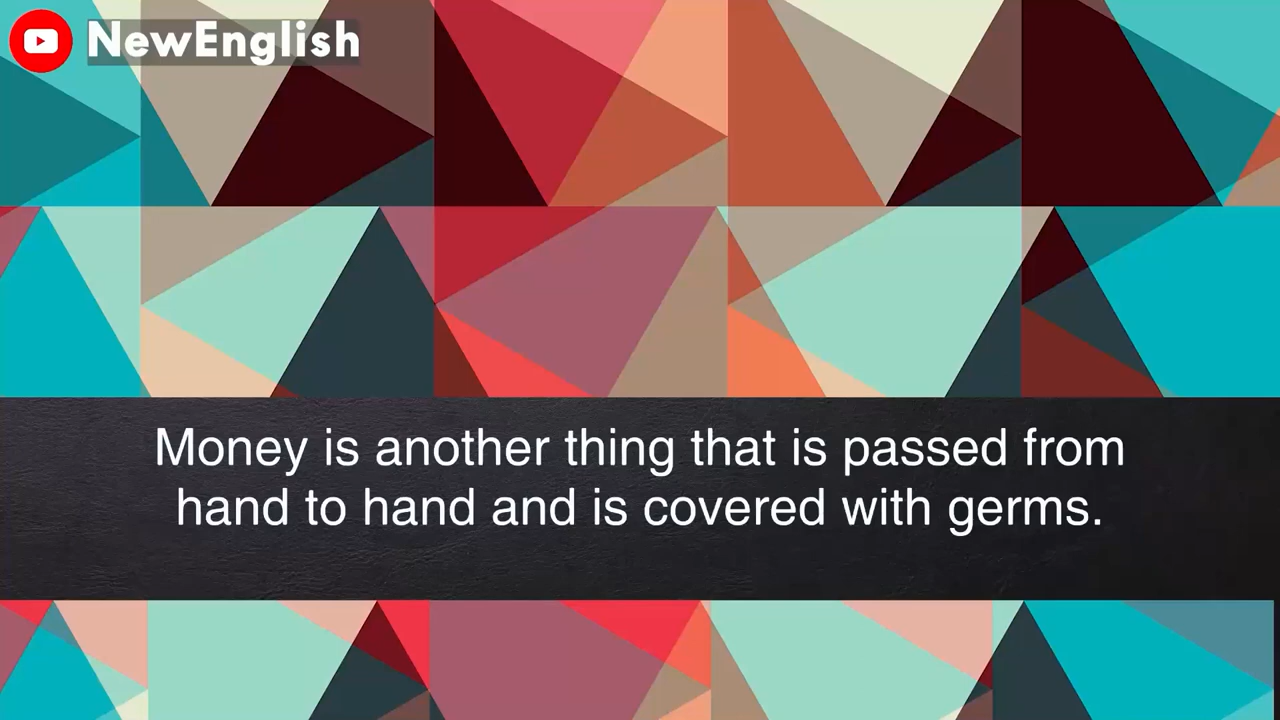 NewEnglish
Money is another thing that is passed from
hand to hand and is covered with germs.